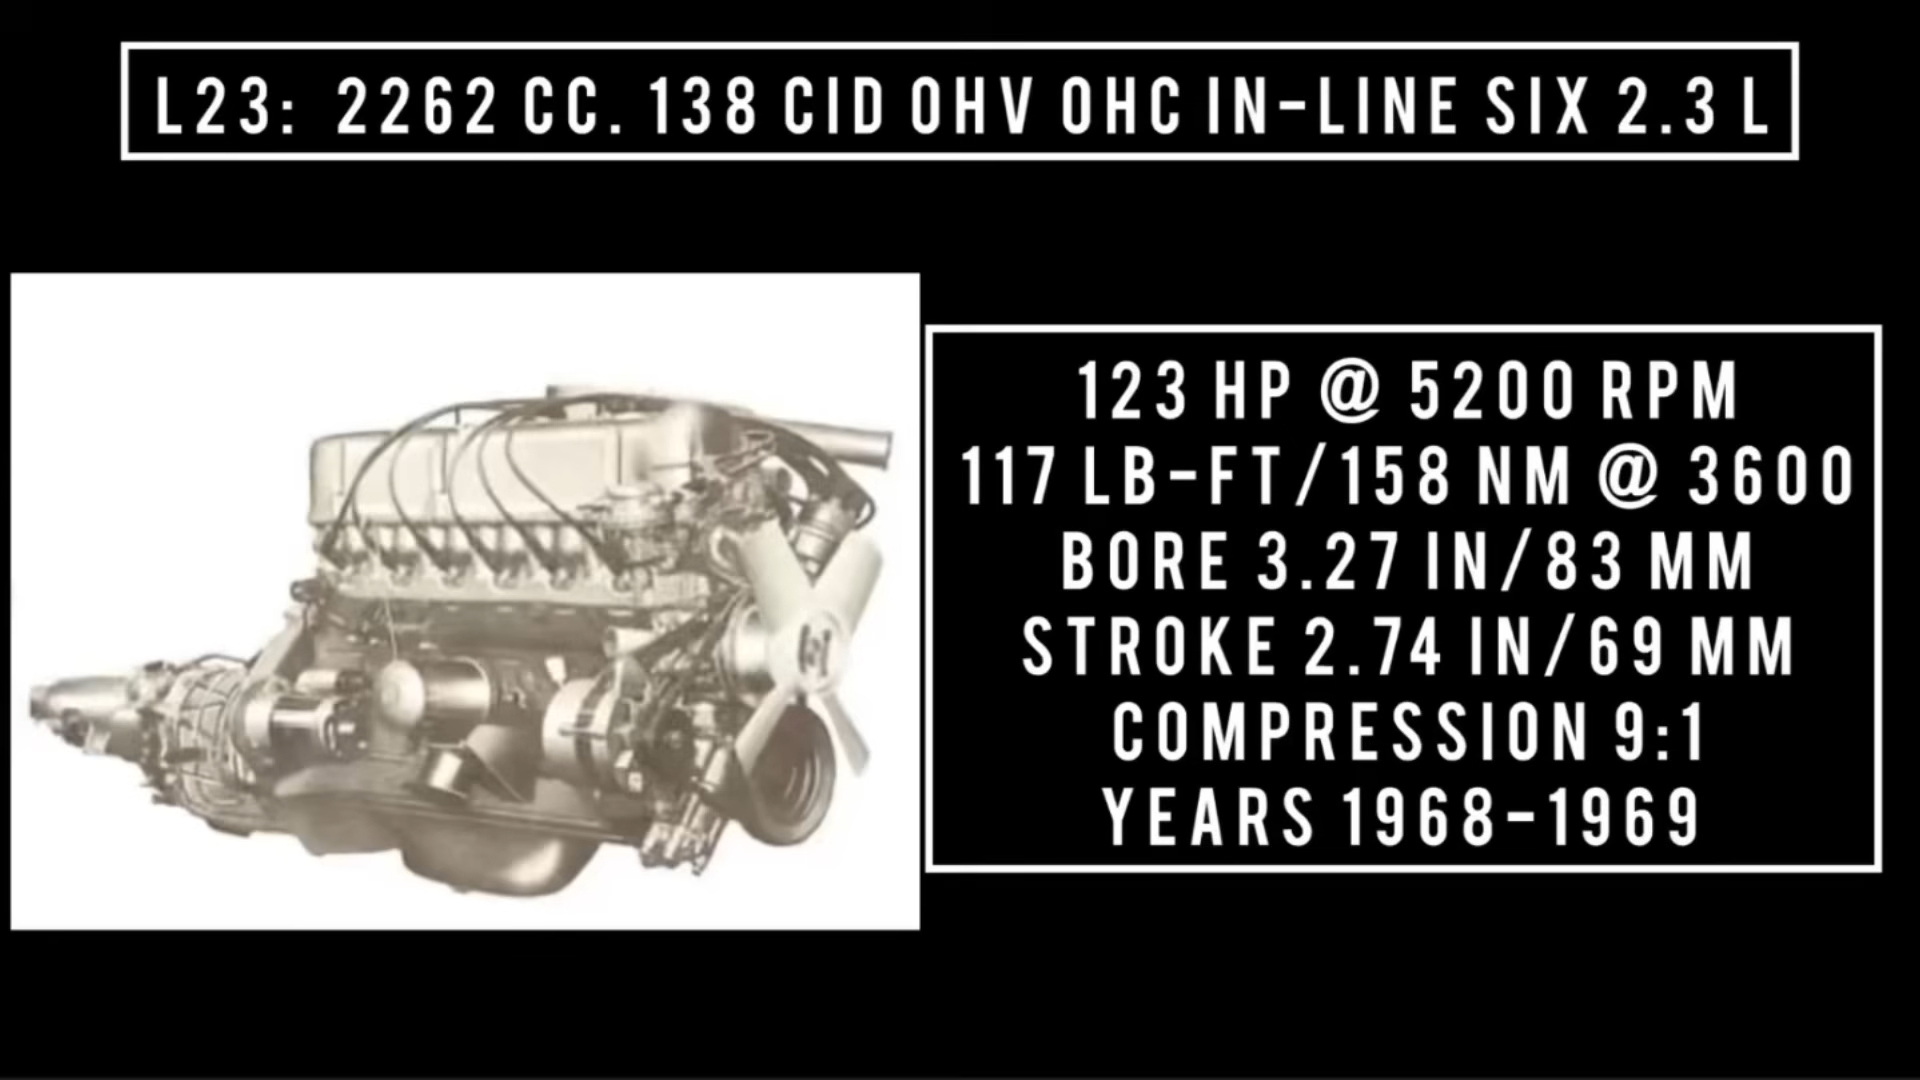 L23: 2262 CC. 138 CID OHV OHC IN-LINE SIX 2.3 L
123 HP @ 5200 RPM
117 LB-FT/158 NM @ 3600
BORE 3.27 IN/83 MM
STROKE 2.74 IN/69 MM
COMPRESSION 9:1
YEARS 1968-1969